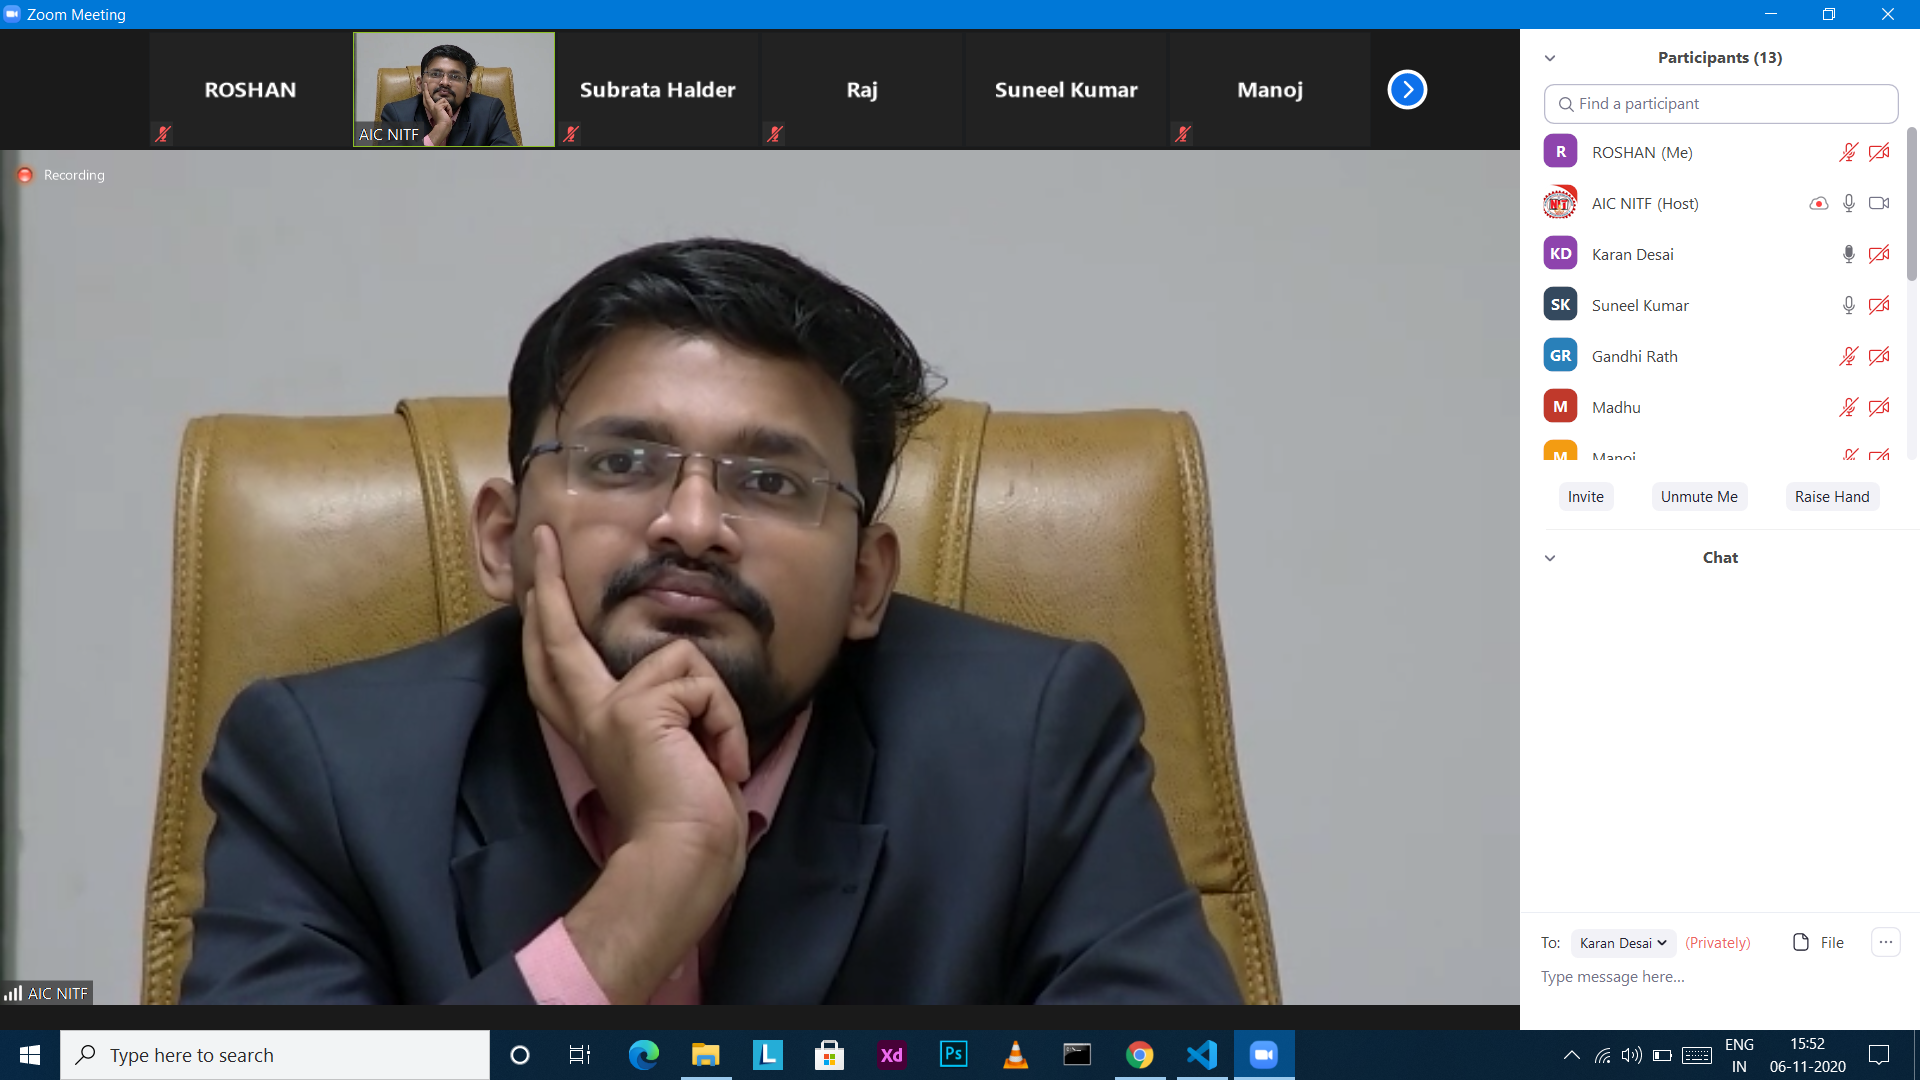 Zoom Meeting
ROSHAN
AIC NITF
Subrata Halder
Raj
Suneel Kumar
Manoj
Recording
AIC NITF
Participants (13)
Find a participant
R ROSHAN (Me)
AIC NITF (Host)
KD Karan Desai
SK Suneel Kumar
GR Gandhi Rath
M Madhu
M Manoj
Invite Unmute Me Raise Hand
Chat
To: Karan Desai (Privately) File
Type message here...
Type here to search
L
Xd
Ps
ENG
IN
15:52
06-11-2020